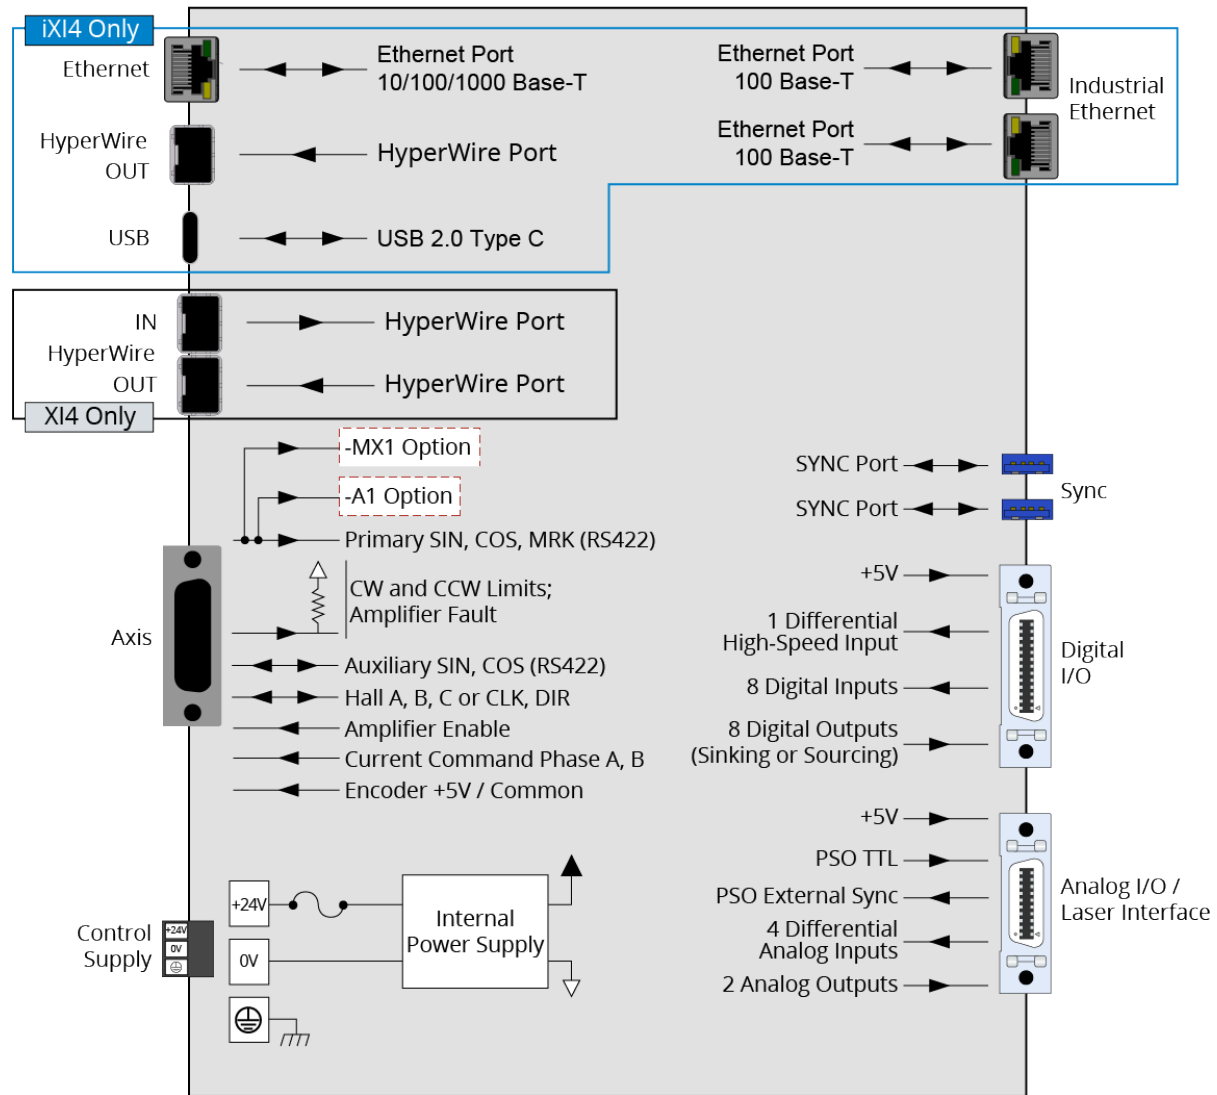 iXI4 Only
Ethernet
Ethernet Port
10/100/1000 Base-T
HyperWire
OUT
HyperWire Port
USB
USB 2.0 Type C
Ethernet Port
100 Base-T
Ethernet Port
100 Base-T
Industrial
Ethernet
IN
HyperWire
OUT
HyperWire Port
HyperWire Port
XI4 Only
-MX1 Option
-A1 Option
Primary SIN, COS, MRK (RS422)
CW and CCW Limits;
Amplifier Fault
Axis
Auxiliary SIN, COS (RS422)
Hall A, B, C or CLK, DIR
Amplifier Enable
Current Command Phase A, B
Encoder +5V / Common
SYNC Port
SYNC Port
Sync
+5V
1 Differential
High-Speed Input
8 Digital Inputs
8 Digital Outputs
(Sinking or Sourcing)
Digital
I/O
+5V
PSO TTL
PSO External Sync
4 Differential
Analog Inputs
2 Analog Outputs
Analog I/O /
Laser Interface
Control
Supply
+24V
0V
+24V
0V
Internal
Power Supply